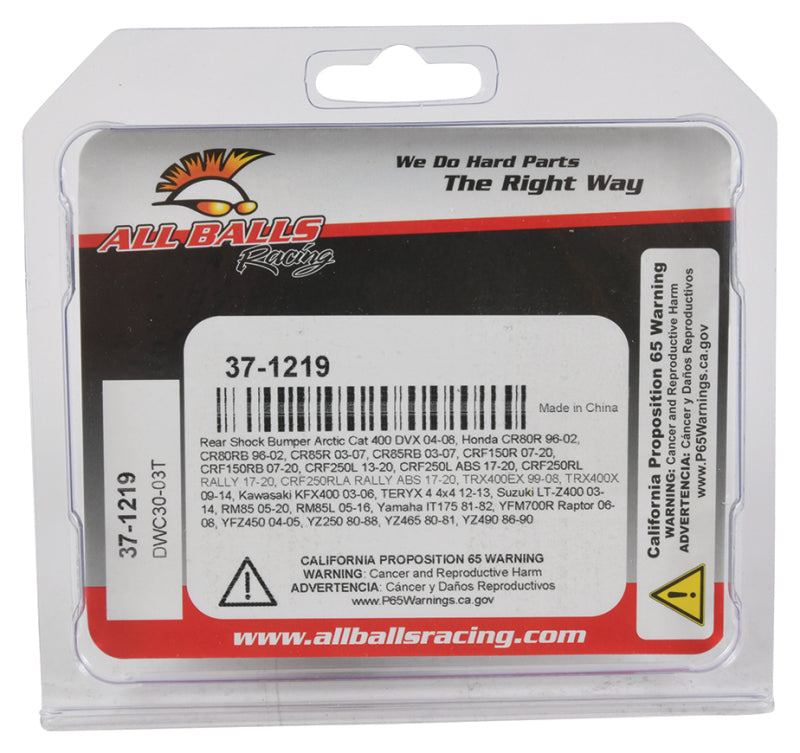 We Do Hard Parts
The Right Way
ALL BALLS
Racing
37-1219
Made in China
Rear Shock Bumper Arctic Cat 400 DVX 04-08, Honda CR80R 96-02,
CR80RB 96-02, CR85R 03-07, CR85RB 03-07, CRF150R 07-20,
CRF150RB 07-20, CRF250L 13-20, CRF250L ABS 17-20, CRF250RL
RALLY 17-20, CRF250RLA RALLY ABS 17-20, TRX400EX 99-08, TRX400X
09-14, Kawasaki KFX400 03-06, TERYX 4 4x4 12-13, Suzuki LT-Z400 03-
14, RM85 05-20, RM85L 05-16, Yamaha IT175 81-82, YFM700R Raptor 06-
08, YFZ450 04-05, YZ250 80-88, YZ465 80-81, YZ490 86-90
CALIFORNIA PROPOSITION 65 WARNING
WARNING: Cancer and Reproductive Harm
ADVERTENCIA: Cáncer y Daños Reproductivos
www.P65Warnings.ca.gov
37-1219
DWC30-03T
California Proposition 65 Warning
WARNING: Cancer and Reproductive Harm
ADVERTENCIA: Cáncer y Daños Reproductivos
www.P65Warnings.ca.gov
www.allballsracing.com